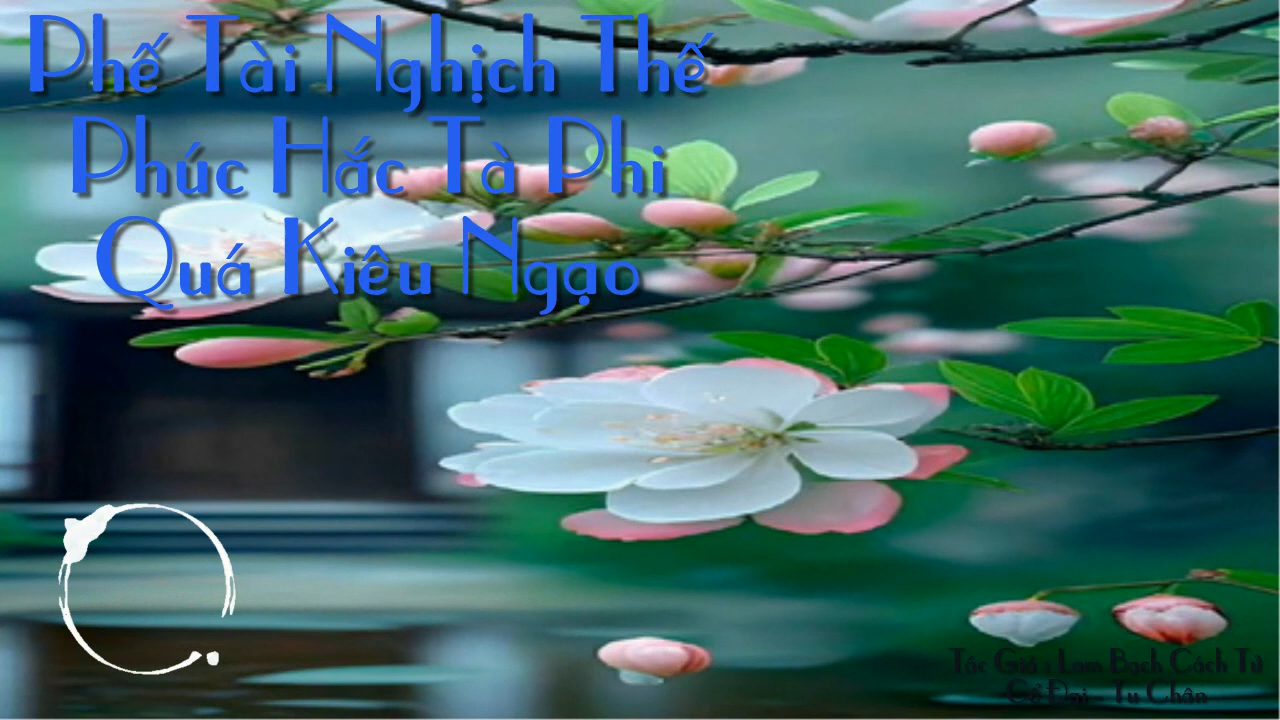 Phế Tài Nghịch Thế
Phúc Hắc Tà Phi
Quá Kiêu Ngạo
Tác Giả : Lam Bạch Cách Tử
Cổ Đại - Tu Chân